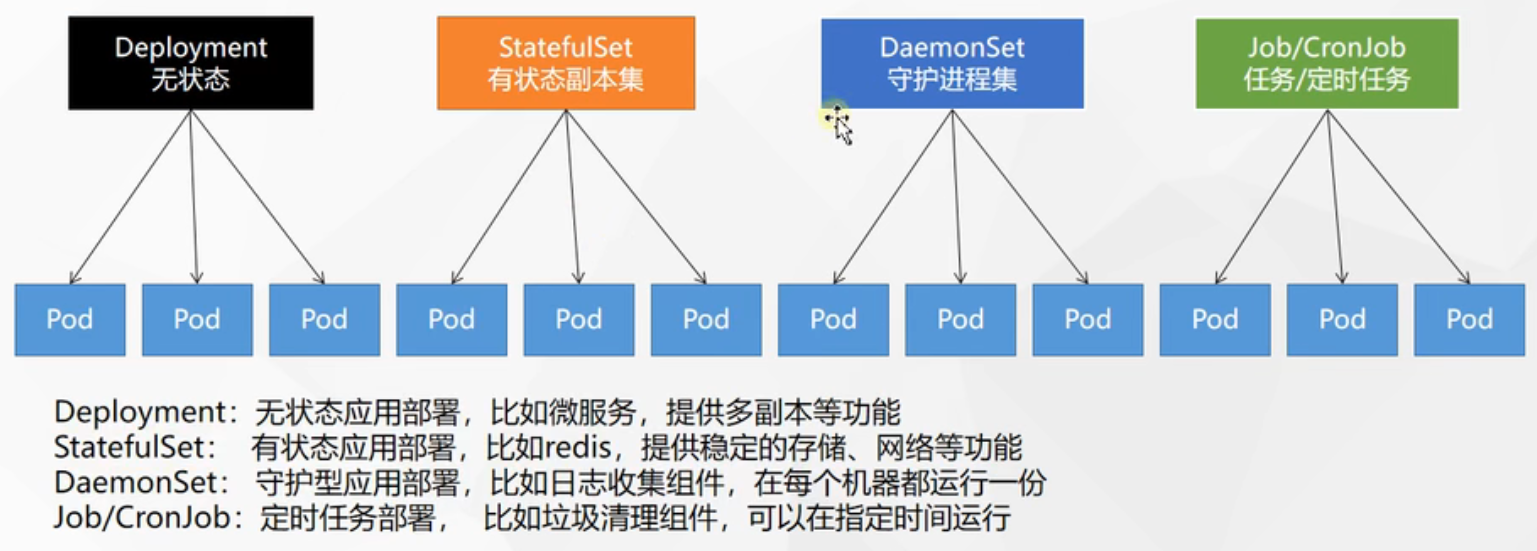 Deployment
无状态
StatefulSet
有状态副本集
DaemonSet
守护进程集
Job/CronJob
任务/定时任务
Pod
Pod
Pod
Pod
Pod
Pod
Pod
Pod
Pod
Pod
Pod
Pod
Deployment：无状态应用部署，比如微服务，提供多副本等功能
StatefulSet： 有状态应用部署，比如redis，提供稳定的存储、网络等功能
DaemonSet： 守护型应用部署，比如日志收集组件，在每个机器都运行一份
Job/CronJob：定时任务部署， 比如垃圾清理组件，可以在指定时间运行